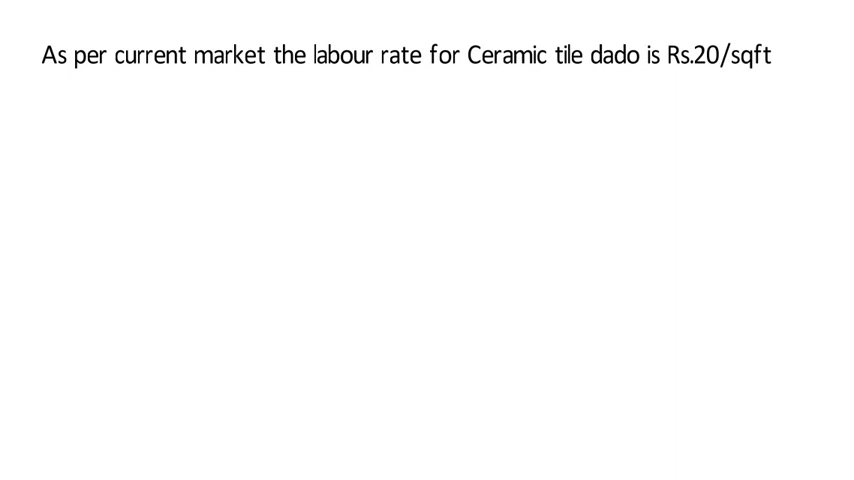 As per current market the labour rate for Ceramic tile dado is Rs.20/sqft